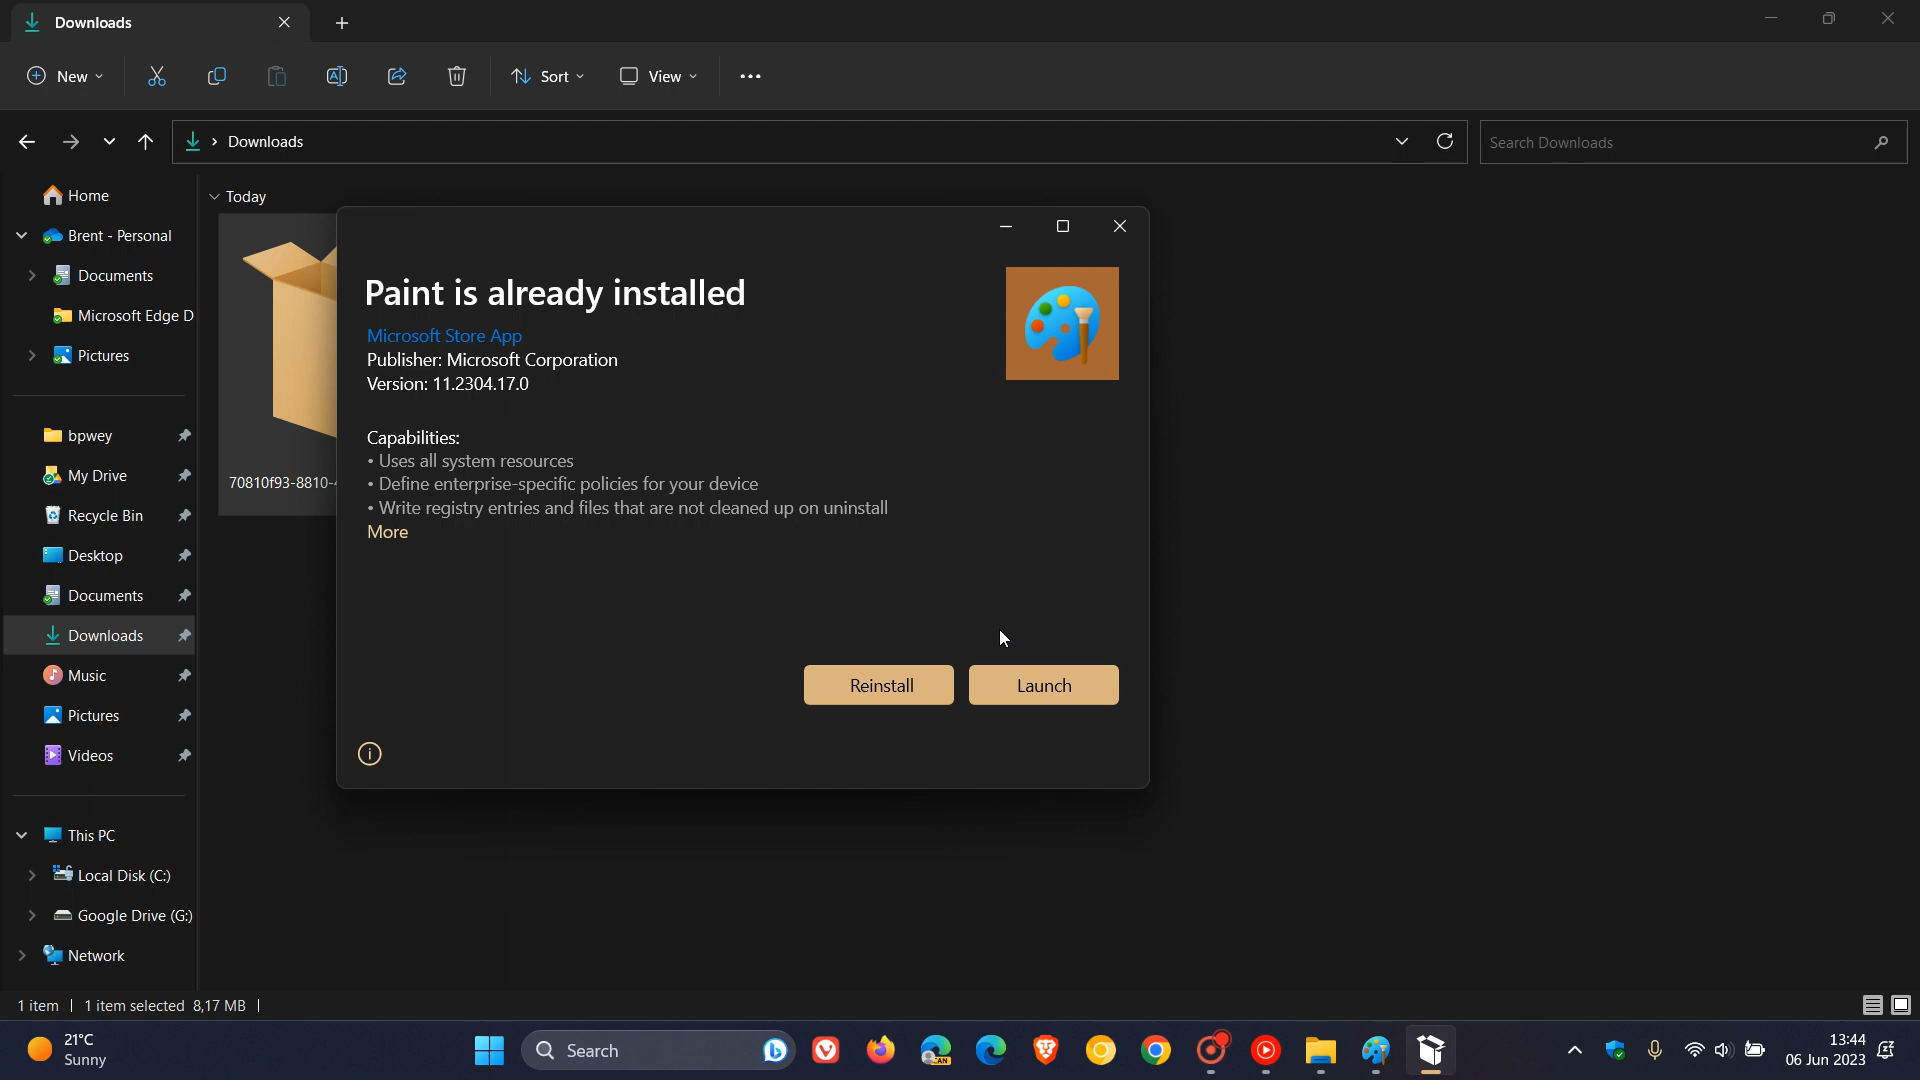 Downloads
New
Sort
View
Downloads
Search Downloads
Home
Brent - Personal
Documents
Microsoft Edge D
Pictures
bpwey
My Drive
Recycle Bin
Desktop
Documents
Downloads
Music
Pictures
Videos
This PC
Local Disk (C:)
Google Drive (G:)
Network
Today
70810f93-8810-
Paint is already installed
Microsoft Store App
Publisher: Microsoft Corporation
Version: 11.2304.17.0
Capabilities:
• Uses all system resources
• Define enterprise-specific policies for your device
• Write registry entries and files that are not cleaned up on uninstall
More
Reinstall
Launch
1 item
1 item selected 8,17 MB
21°C
Sunny
Search
CAN
13:44
06 Jun 2023